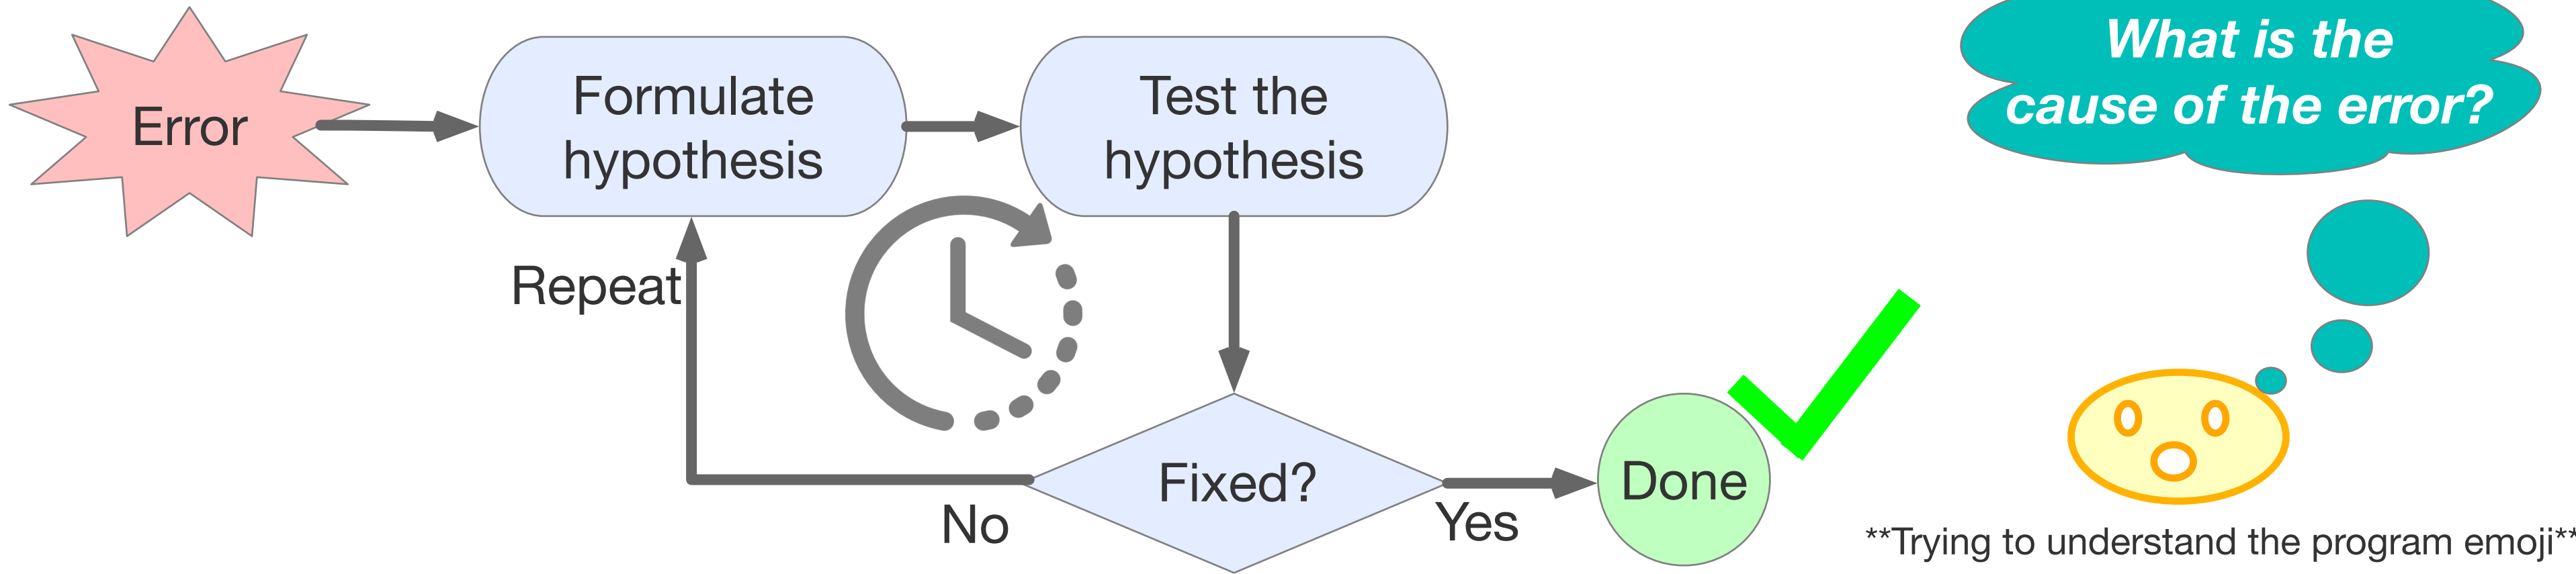 Error
Formulate
hypothesis
Test the
hypothesis
What is the
cause of the error?
Repeat
Fixed?
No
Yes
Done
**Trying to understand the program emoji**